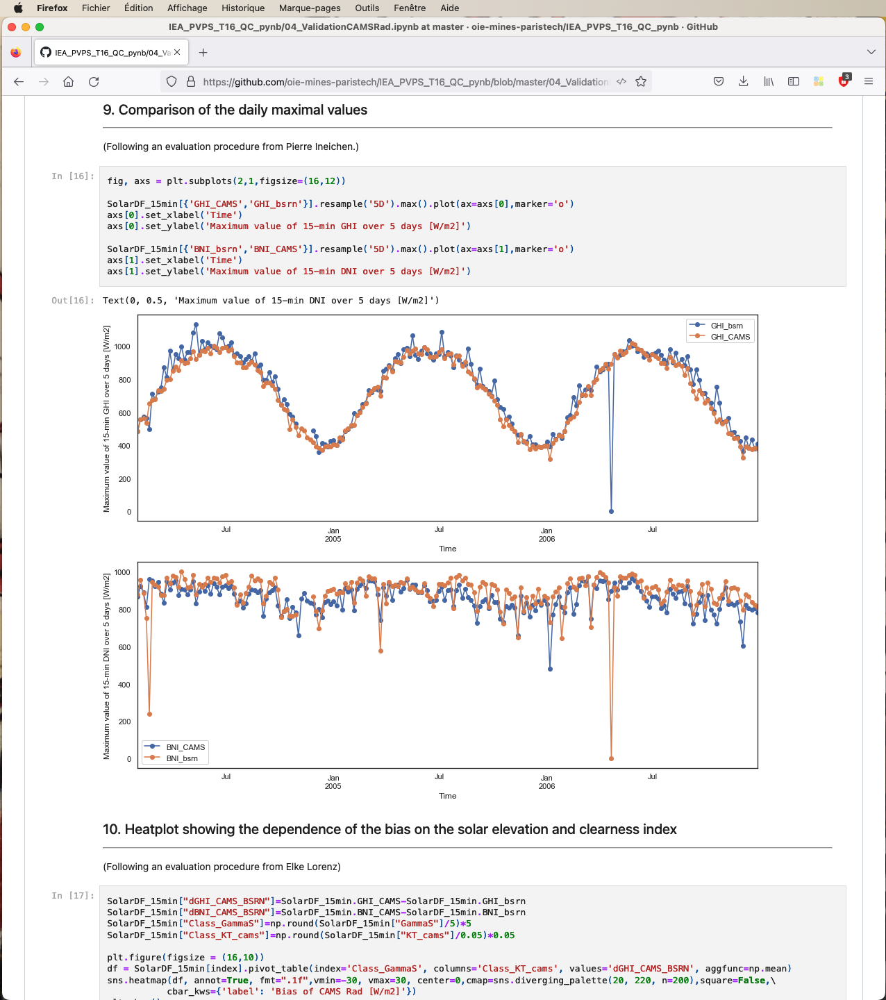 Firefox Fichier Édition Affichage Historique Marque-pages Outils Fenêtre Aide
IEA_PVPS_T16_QC_pynb/04_ValidationCAMSRad.ipynb at master · oie-mines-paristech/IEA_PVPS_T16_QC_pynb · GitHub
IEA_PVPS_T16_QC_pynb/04_Va
https://github.com/oie-mines-paristech/IEA_PVPS_T16_QC_pynb/blob/master/04_Validation
3
9. Comparison of the daily maximal values
(Following an evaluation procedure from Pierre Ineichen.)
In [16]:
fig, axs = plt.subplots(2,1,figsize=(16,12))
SolarDF_15min[{'GHI_CAMS','GHI_bsrn'}].resample('5D').max().plot(ax=axs[0],marker='o')
axs[0].set_xlabel('Time')
axs[0].set_ylabel('Maximum value of 15-min GHI over 5 days [W/m2]')
SolarDF_15min[{'BNI_bsrn','BNI_CAMS'}].resample('5D').max().plot(ax=axs[1],marker='o')
axs[1].set_xlabel('Time')
axs[1].set_ylabel('Maximum value of 15-min DNI over 5 days [W/m2]')
Out[16]: Text(0, 0.5, 'Maximum value of 15-min DNI over 5 days [W/m2]')
Maximum value of 15-min GHI over 5 days [W/m2]
1000
800
600
400
200
0
GHI_bsrn
GHI_CAMS
Jul Jan Jul Jan Jul
2005 2006
Time
Maximum value of 15-min DNI over 5 days [W/m2]
1000
800
600
400
200
0
BNI_CAMS
BNI_bsrn
Jul Jan Jul Jan Jul
2005 2006
Time
10. Heatplot showing the dependence of the bias on the solar elevation and clearness index
(Following an evaluation procedure from Elke Lorenz)
In [17]:
SolarDF_15min["dGHI_CAMS_BSRN"]=SolarDF_15min.GHI_CAMS-SolarDF_15min.GHI_bsrn
SolarDF_15min["dBNI_CAMS_BSRN"]=SolarDF_15min.BNI_CAMS-SolarDF_15min.BNI_bsrn
SolarDF_15min["Class_GammaS"]=np.round(SolarDF_15min["GammaS"]/5)*5
SolarDF_15min["Class_KT_cams"]=np.round(SolarDF_15min["KT_cams"]/0.05)*0.05
plt.figure(figsize = (16,10))
df = SolarDF_15min[index].pivot_table(index='Class_GammaS', columns='Class_KT_cams', values='dGHI_CAMS_BSRN', aggfunc=np.mean)
sns.heatmap(df, annot=True, fmt=".1f",vmin=-30, vmax=30, center=0,cmap=sns.diverging_palette(20, 220, n=200),square=False,\
cbar_kws={'label': 'Bias of CAMS Rad [W/m2]'})